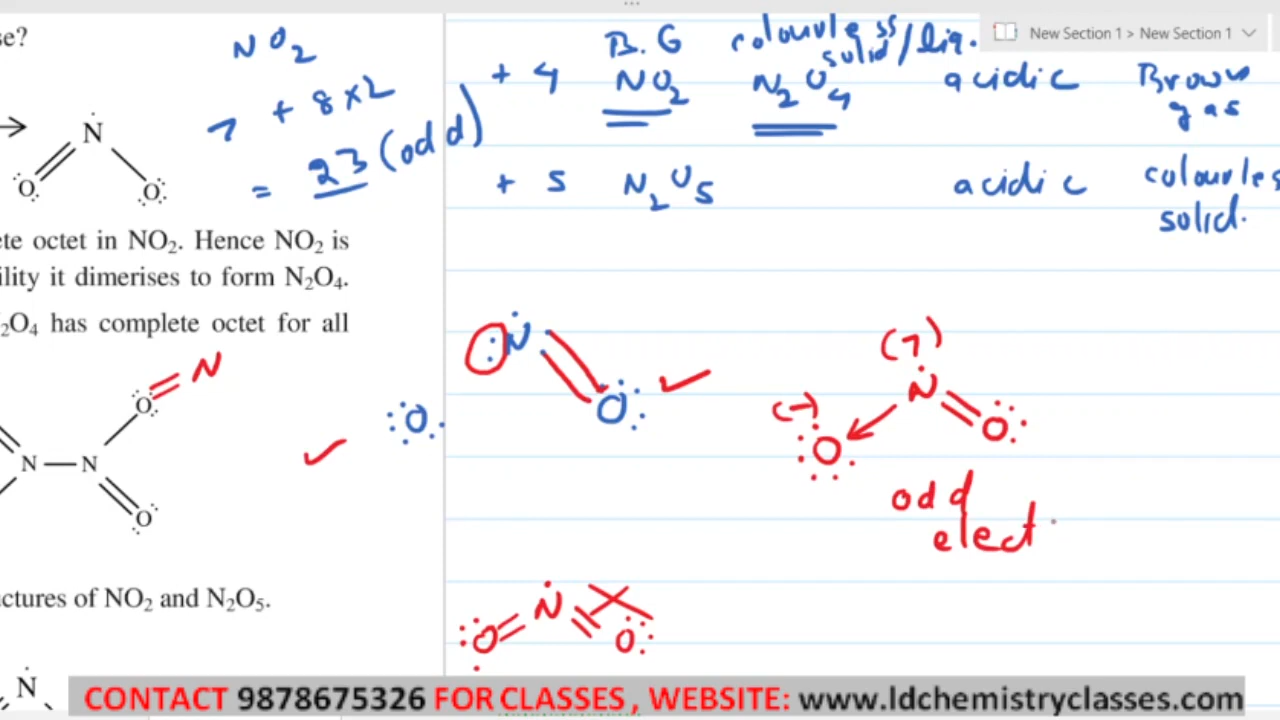 se?
NO2
7 + 8×2
= 23 (odd)
N
O
O
ete octet in NO2. Hence NO2 is
ility it dimerises to form N2O4.
2O4 has complete octet for all
N
O
N — N
O
ctures of NO2 and N2O5.
N
New Section 1 > New Section 1
B.G colourless solid/liq.
+4 NO2 N2O4 acidic Brown gas
+5 N2O5 acidic colourles solid.
:N
O
:O
(7)
N
(-)
O
O
odd
elect
N
O
O
CONTACT 9878675326 FOR CLASSES , WEBSITE: www.ldchemistryclasses.com